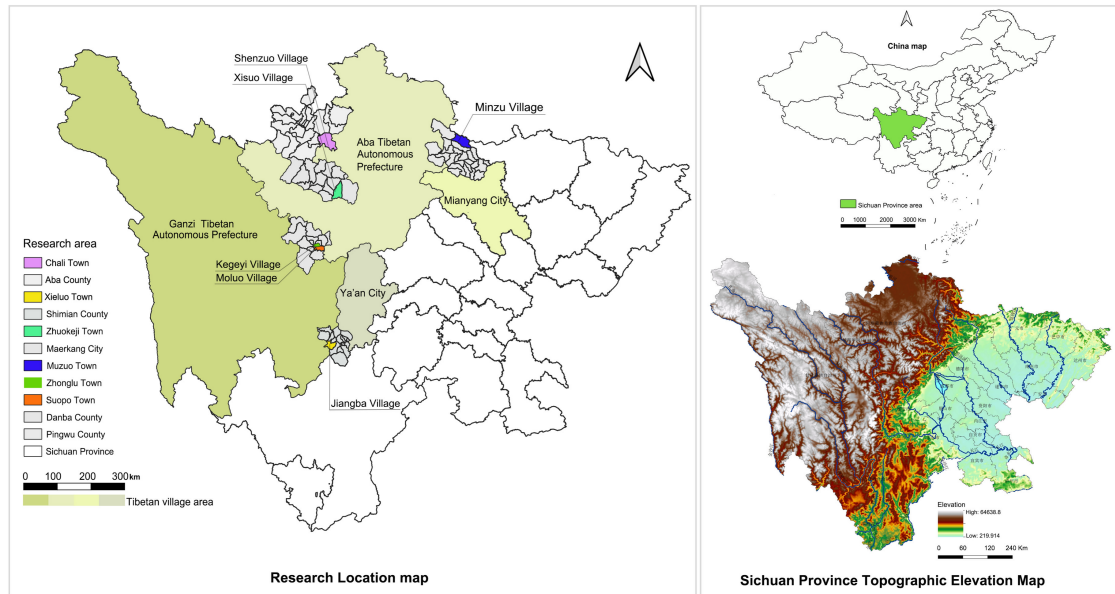 Shenzuo Village
Xisuo Village
Minzu Village
Aba Tibetan
Autonomous
Prefecture
Mianyang City
Ganzi Tibetan
Autonomous Prefecture
Kegeyi Village
Moluo Village
Ya'an City
Jiangba Village
Research area
Chali Town
Aba County
Xieluo Town
Shimian County
Zhuokeji Town
Maerkang City
Muzuo Town
Zhonglu Town
Suopo Town
Danba County
Pingwu County
Sichuan Province
0 100 200 300km
Tibetan village area
Research Location map
China map
Sichuan Province area
0 1000 2000 3000 Km
Elevation
High: 64638.8
Low: 219.914
0 60 120 240 Km
Sichuan Province Topographic Elevation Map